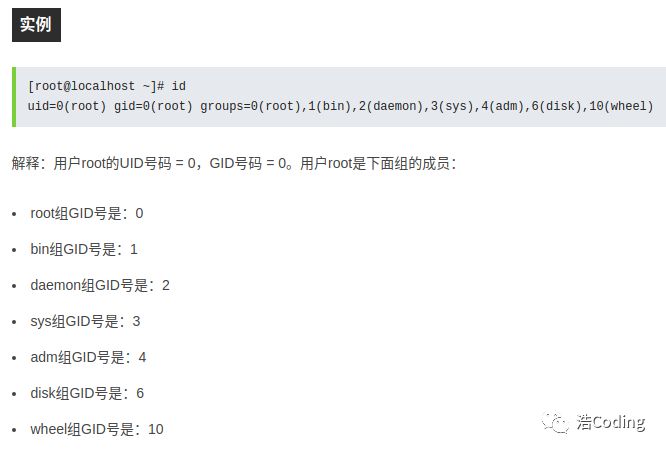 实例
[root@localhost ~]# id
uid=0(root) gid=0(root) groups=0(root),1(bin),2(daemon),3(sys),4(adm),6(disk),10(wheel)
解释：用户root的UID号码 = 0，GID号码 = 0。用户root是下面组的成员：
• root组GID号是：0
• bin组GID号是：1
• daemon组GID号是：2
• sys组GID号是：3
• adm组GID号是：4
• disk组GID号是：6
• wheel组GID号是：10
浩Coding